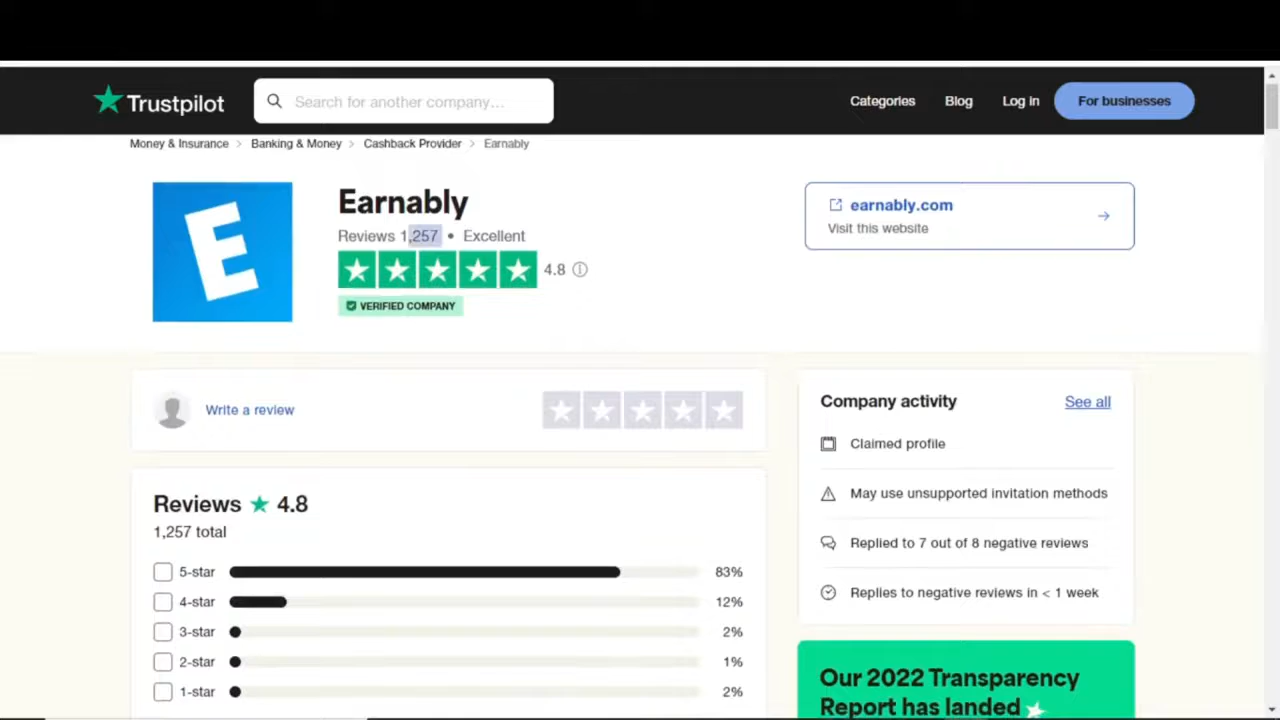 Trustpilot
Search for another company…
Categories
Blog
Log in
For businesses
Money & Insurance > Banking & Money > Cashback Provider > Earnably
E
Earnably
Reviews 1,257 • Excellent
4.8
VERIFIED COMPANY
earnably.com
Visit this website
Write a review
Reviews ★ 4.8
1,257 total
5-star 83%
4-star 12%
3-star 2%
2-star 1%
1-star 2%
Company activity
See all
Claimed profile
May use unsupported invitation methods
Replied to 7 out of 8 negative reviews
Replies to negative reviews in < 1 week
Our 2022 Transparency
Report has landed